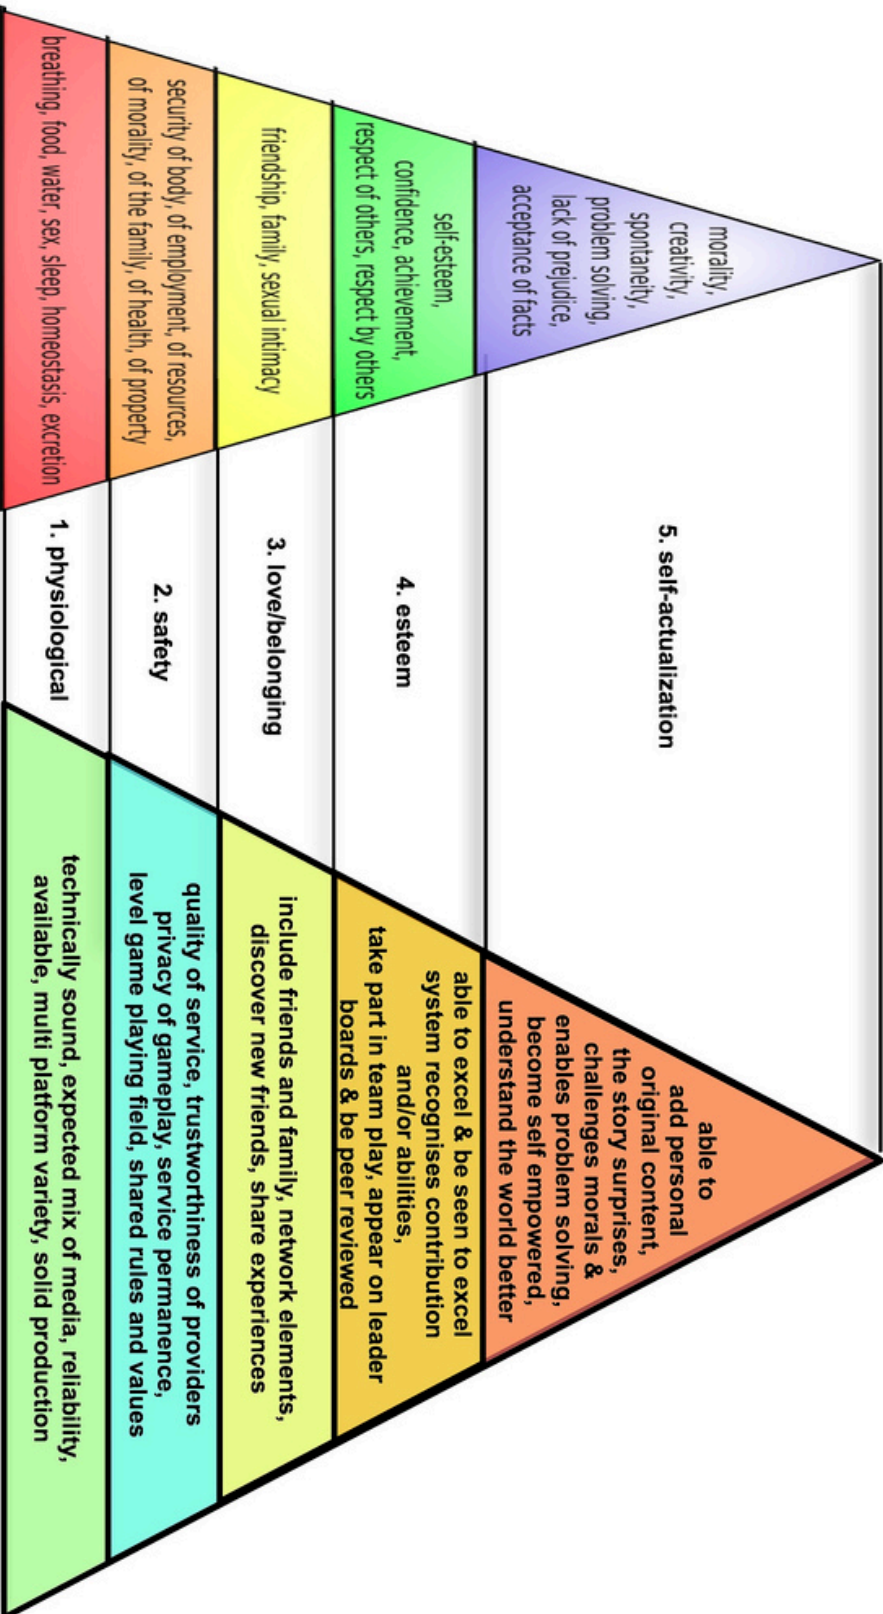 morality,
creativity,
spontaneity,
problem solving,
lack of prejudice,
acceptance of facts
self-esteem,
confidence, achievement,
respect of others, respect by others
friendship, family, sexual intimacy
security of body, of employment, of resources,
of morality, of the family, of health, of property
breathing, food, water, sex, sleep, homeostasis, excretion
5. self-actualization
4. esteem
3. love/belonging
2. safety
1. physiological
able to
add personal
original content,
the story surprises,
challenges morals &
enables problem solving,
become self empowered,
understand the world better
able to excel & be seen to excel
system recognises contribution
and/or abilities,
take part in team play, appear on leader
boards & be peer reviewed
include friends and family, network elements,
discover new friends, share experiences
quality of service, trustworthiness of providers
privacy of gameplay, service permanence,
level game playing field, shared rules and values
technically sound, expected mix of media, reliability,
available, multi platform variety, solid production